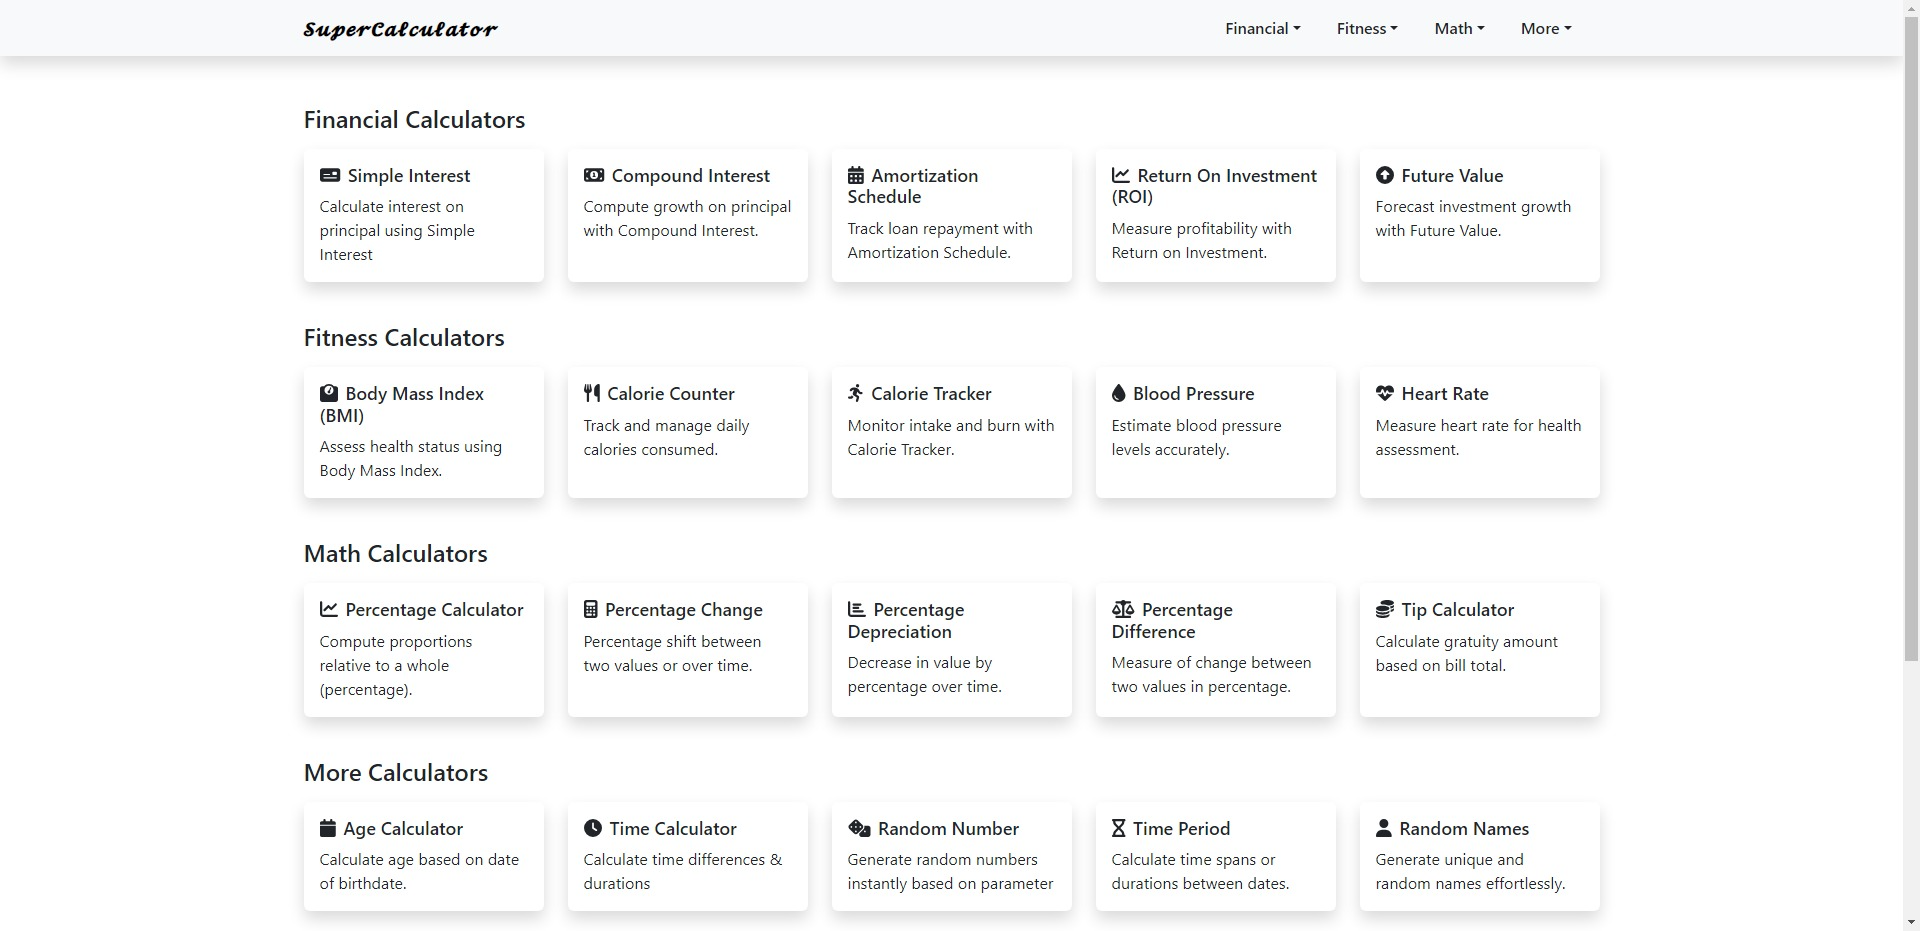 SuperCalculator
Financial
Fitness
Math
More
Financial Calculators
Simple Interest
Calculate interest on
principal using Simple
Interest
Compound Interest
Compute growth on principal
with Compound Interest.
Amortization
Schedule
Track loan repayment with
Amortization Schedule.
Return On Investment
(ROI)
Measure profitability with
Return on Investment.
Future Value
Forecast investment growth
with Future Value.
Fitness Calculators
Body Mass Index
(BMI)
Assess health status using
Body Mass Index.
Calorie Counter
Track and manage daily
calories consumed.
Calorie Tracker
Monitor intake and burn with
Calorie Tracker.
Blood Pressure
Estimate blood pressure
levels accurately.
Heart Rate
Measure heart rate for health
assessment.
Math Calculators
Percentage Calculator
Compute proportions
relative to a whole
(percentage).
Percentage Change
Percentage shift between
two values or over time.
Percentage
Depreciation
Decrease in value by
percentage over time.
Percentage
Difference
Measure of change between
two values in percentage.
Tip Calculator
Calculate gratuity amount
based on bill total.
More Calculators
Age Calculator
Calculate age based on date
of birthdate.
Time Calculator
Calculate time differences &
durations
Random Number
Generate random numbers
instantly based on parameter
Time Period
Calculate time spans or
durations between dates.
Random Names
Generate unique and
random names effortlessly.